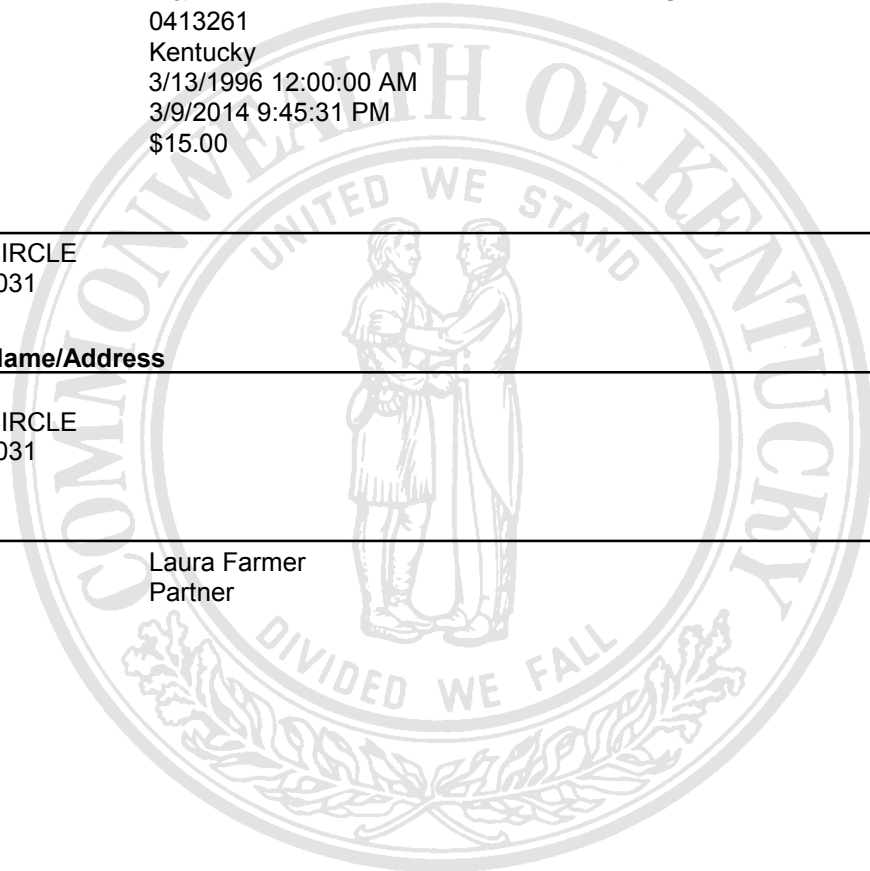 0413261
Kentucky
3/13/1996 12:00:00 AM
3/9/2014 9:45:31 PM
$15.00
COMMONWEALTH OF KENTUCKY
UNITED WE STAND
IRCLE
031
lame/Address
IRCLE
031
Laura Farmer
Partner
DIVIDED WE FALL